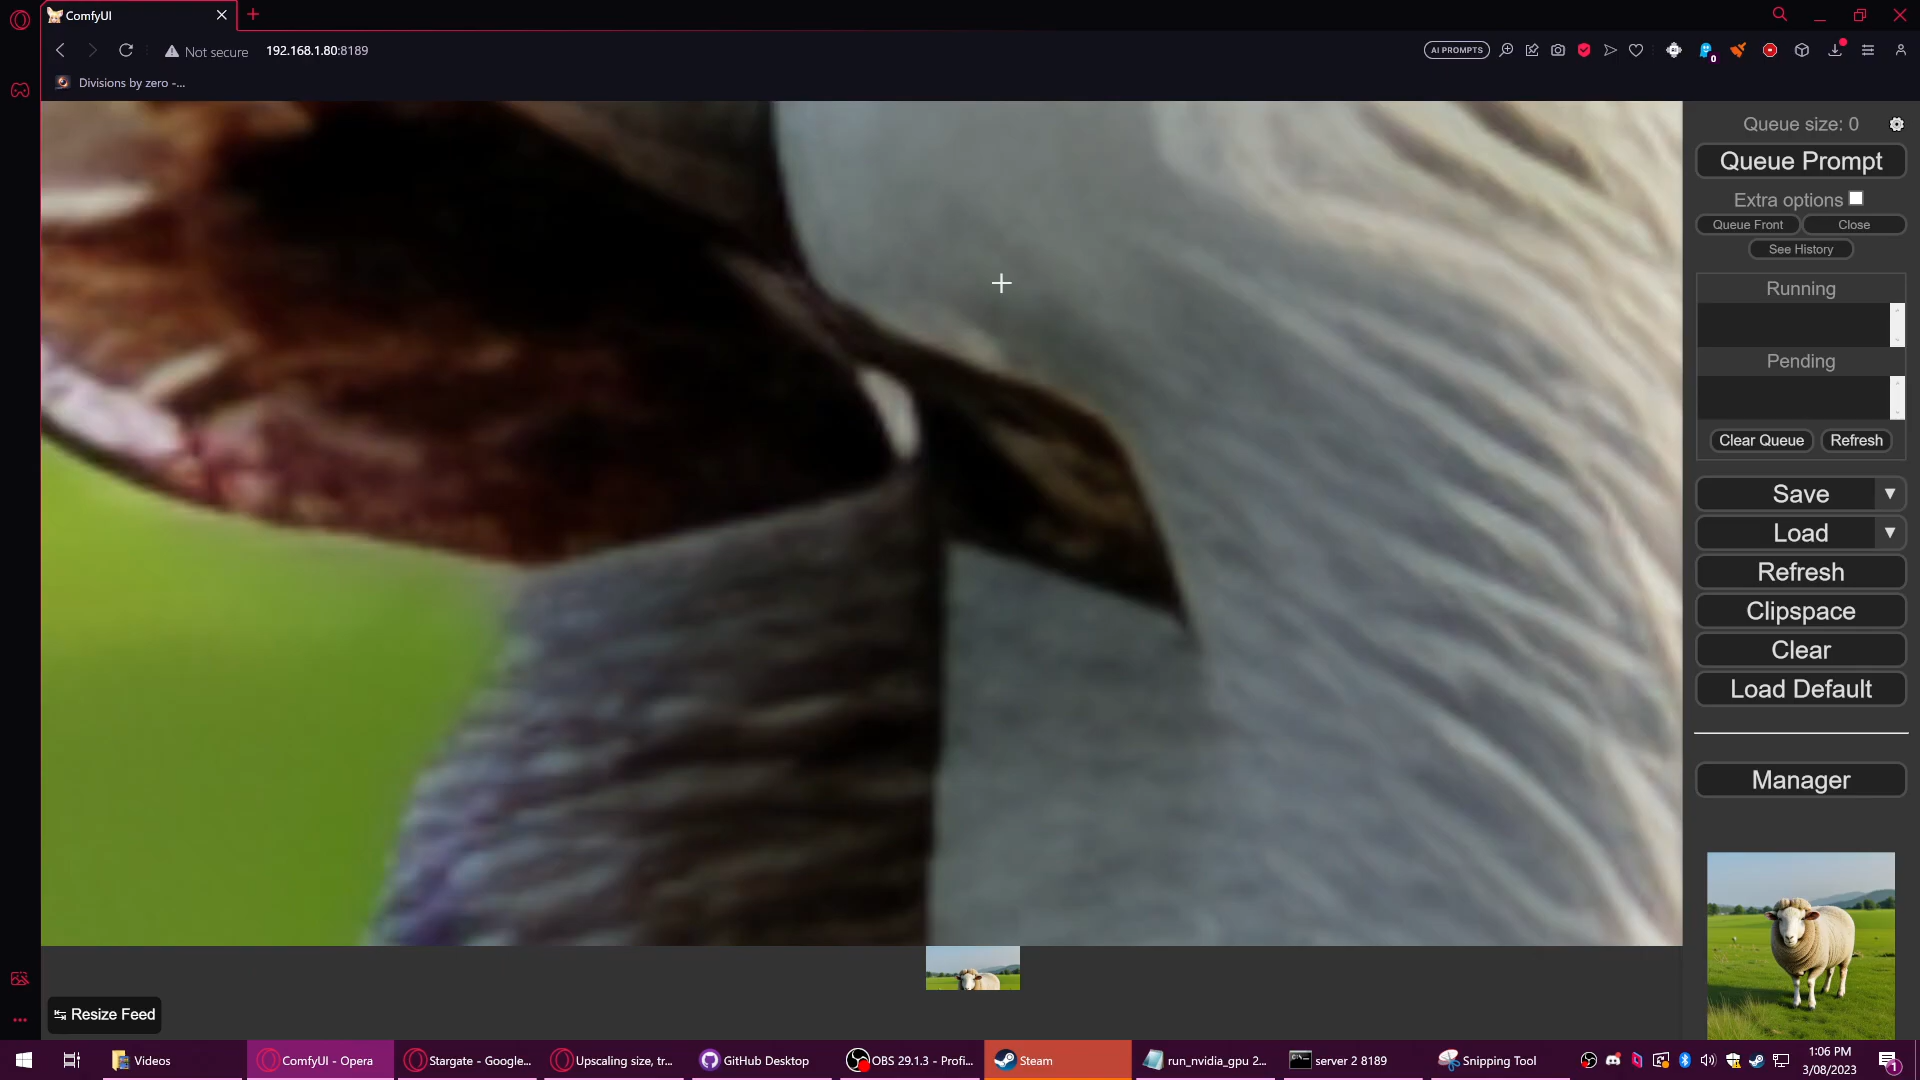 ComfyUI
Not secure
192.168.1.80:8189
AI PROMPTS
0
Divisions by zero -...
Queue size: 0
Queue Prompt
Extra options
Queue Front
Close
See History
Running
Pending
Clear Queue
Refresh
Save
▼
Load
▼
Refresh
Clipspace
Clear
Load Default
Manager
Resize Feed
Videos
ComfyUI - Opera
Stargate - Google...
Upscaling size, tr...
GitHub Desktop
OBS 29.1.3 - Profi...
Steam
run_nvidia_gpu 2...
server 2 8189
Snipping Tool
1:06 PM
3/08/2023
1